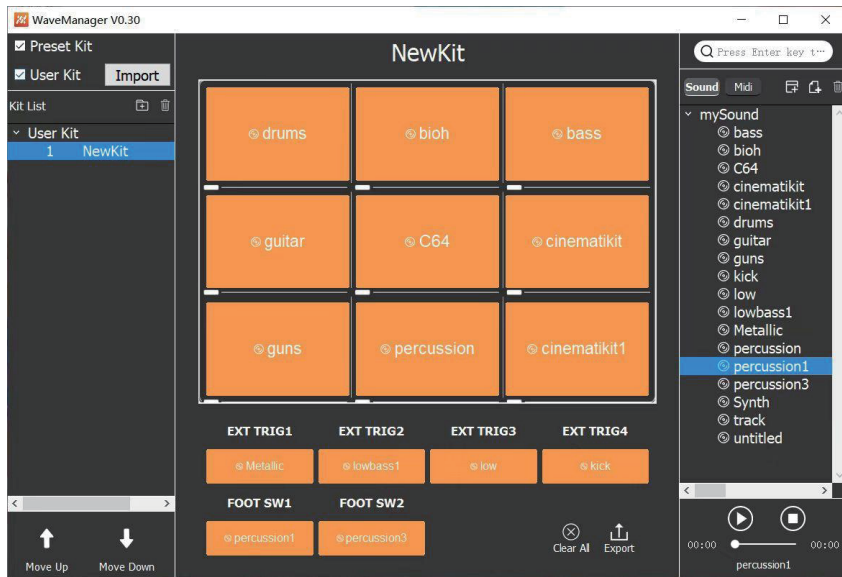 WaveManager V0.30
Preset Kit
User Kit
Import
Kit List
User Kit
1 NewKit
Move Up
Move Down
NewKit
drums
bioh
bass
guitar
C64
cinematikit
guns
percussion
cinematikit1
EXT TRIG1
EXT TRIG2
EXT TRIG3
EXT TRIG4
Metallic
lowbass1
low
kick
FOOT SW1
FOOT SW2
percussion1
percussion3
Clear All
Export
Press Enter key t…
Sound
Midi
mySound
bass
bioh
C64
cinematikit
cinematikit1
drums
guitar
guns
kick
low
lowbass1
Metallic
percussion
percussion1
percussion3
Synth
track
untitled
00:00
00:00
percussion1